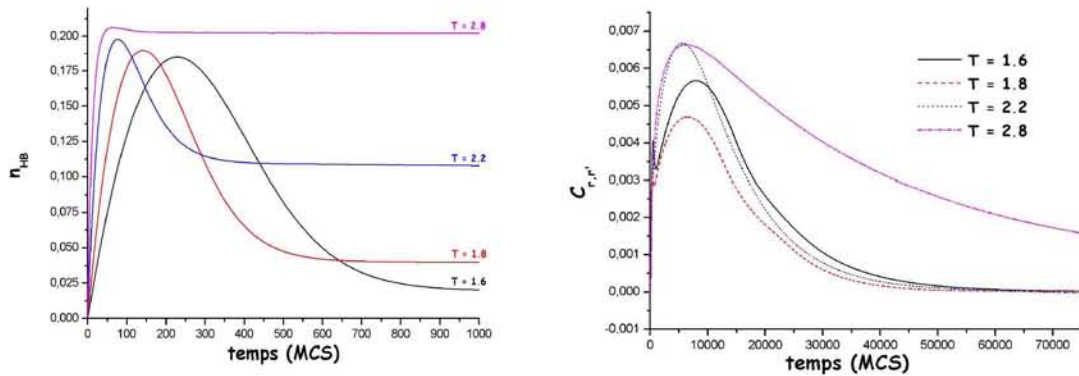 n_HB
0,200
0,175
0,150
0,125
0,100
0,075
0,050
0,025
0,000
T = 2.8
T = 2.2
T = 1.8
T = 1.6
0 100 200 300 400 500 600 700 800 900 1000
temps (MCS)
C_r,r'
0,007
0,006
0,005
0,004
0,003
0,002
0,001
0,000
-0,001
T = 1.6
T = 1.8
T = 2.2
T = 2.8
0 10000 20000 30000 40000 50000 60000 70000
temps (MCS)